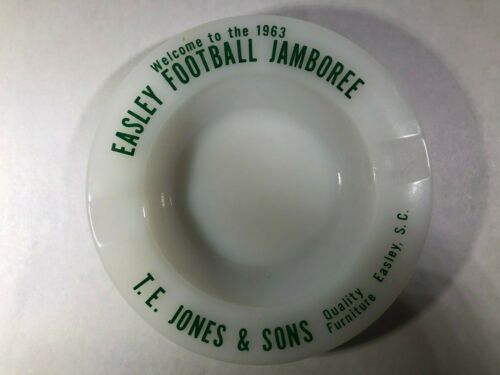 Welcome to the 1963
EASLEY FOOTBALL JAMBOREE
T. E. JONES & SONS
Quality
Furniture
Easley, S. C.